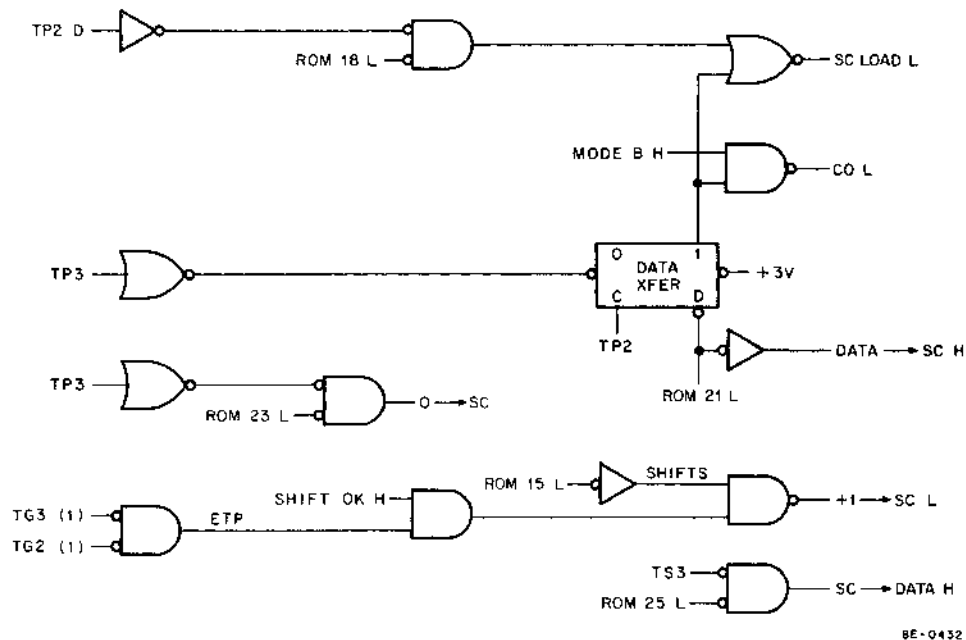 TP2 D
ROM 18 L
SC LOAD L
MODE B H
CO L
TP3
0 1
DATA
XFER
C D
+3V
TP2
DATA → SC H
ROM 21 L
TP3
ROM 23 L
0 → SC
ROM 15 L
SHIFTS
SHIFT OK H
+1 → SC L
TG3 (1)
ETP
TG2 (1)
TS3
SC → DATA H
ROM 25 L
8E-0432